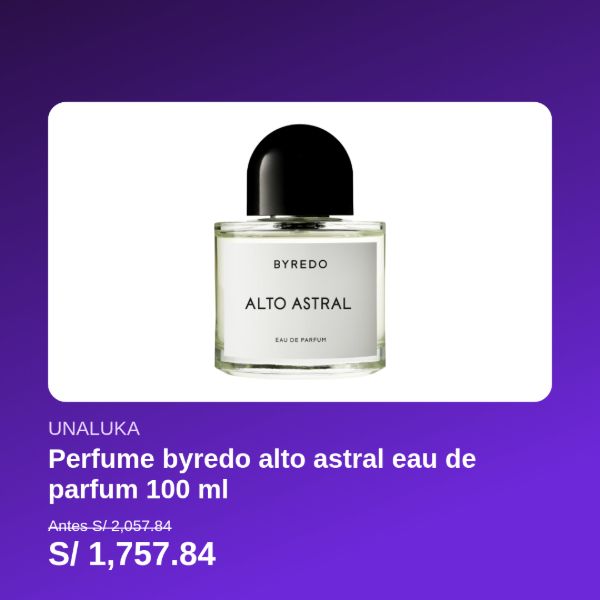 BYREDO
ALTO ASTRAL
EAU DE PARFUM
UNALUKA
Perfume byredo alto astral eau de
parfum 100 ml
Antes S/ 2,057.84
S/ 1,757.84